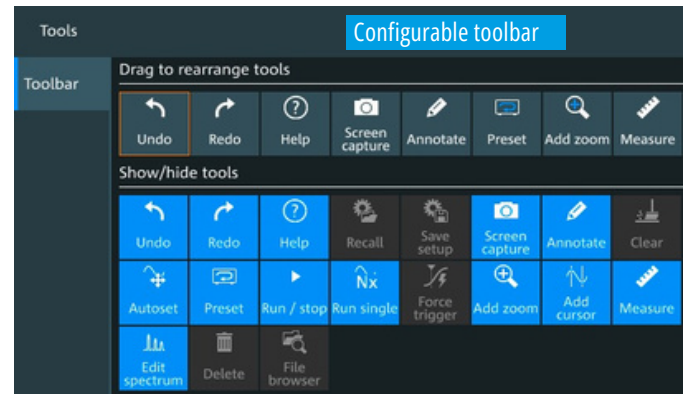 Tools
Configurable toolbar
Toolbar
Drag to rearrange tools
Undo
Redo
Help
Screen
capture
Annotate
Preset
Add zoom
Measure
Show/hide tools
Undo
Redo
Help
Recall
Save
setup
Screen
capture
Annotate
Clear
Autoset
Preset
Run / stop
Run single
Force
trigger
Add zoom
Add
cursor
Measure
Edit
spectrum
Delete
File
browser